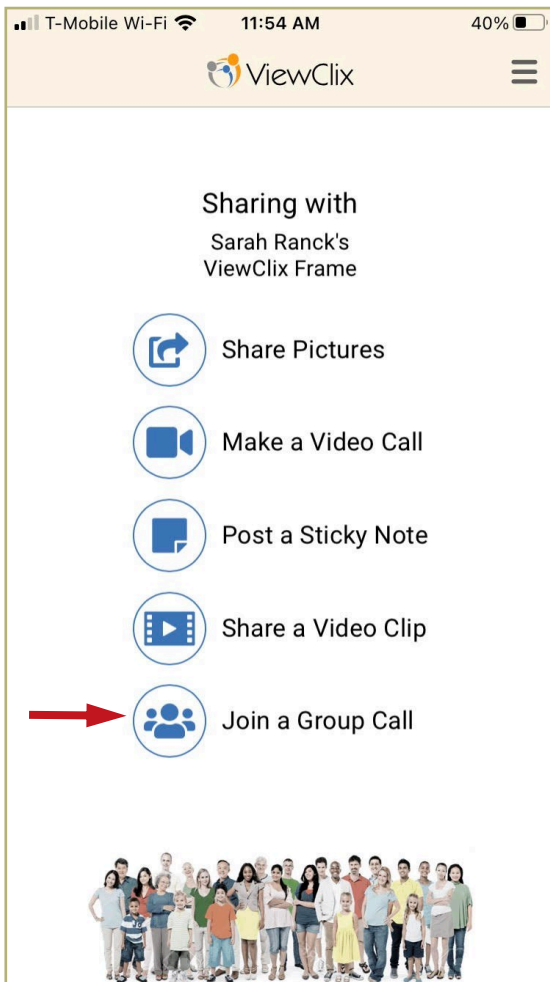 T-Mobile Wi-Fi 11:54 AM 40%
ViewClix
Sharing with
Sarah Ranck's
ViewClix Frame
Share Pictures
Make a Video Call
Post a Sticky Note
Share a Video Clip
Join a Group Call